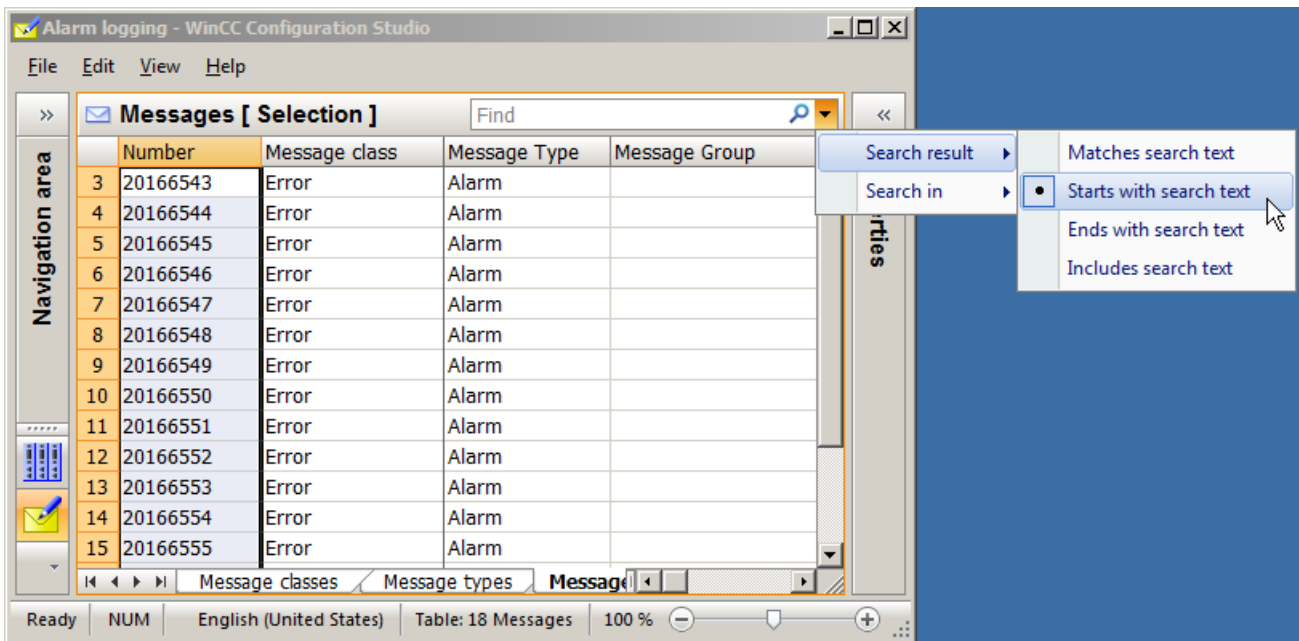 Alarm logging - WinCC Configuration Studio
File Edit View Help
Messages [ Selection ] Find
Navigation area
Number Message class Message Type Message Group
3 20166543 Error Alarm
4 20166544 Error Alarm
5 20166545 Error Alarm
6 20166546 Error Alarm
7 20166547 Error Alarm
8 20166548 Error Alarm
9 20166549 Error Alarm
10 20166550 Error Alarm
11 20166551 Error Alarm
12 20166552 Error Alarm
13 20166553 Error Alarm
14 20166554 Error Alarm
15 20166555 Error Alarm
Search result
Search in
Matches search text
Starts with search text
Ends with search text
Includes search text
rties
Message classes Message types Message
Ready NUM English (United States) Table: 18 Messages 100 %